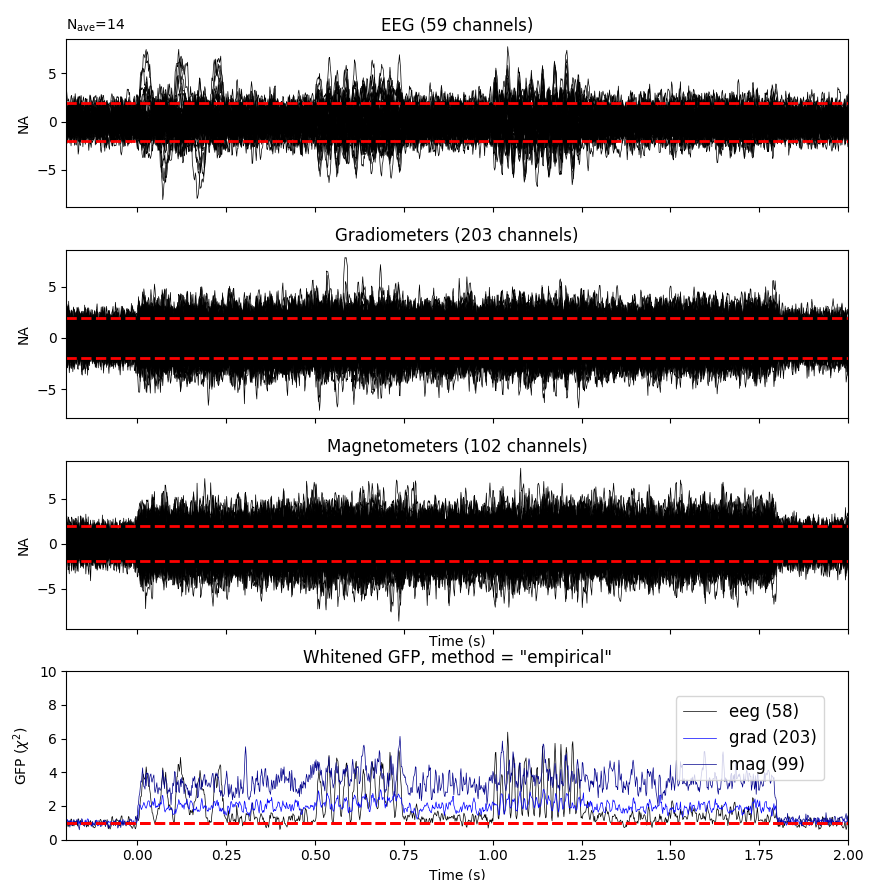 N_ave=14
EEG (59 channels)
5
0
−5
NA
Gradiometers (203 channels)
5
0
−5
NA
Magnetometers (102 channels)
5
0
−5
NA
Time (s)
Whitened GFP, method = "empirical"
10
8
6
4
2
0
GFP (χ²)
eeg (58)
grad (203)
mag (99)
0.00 0.25 0.50 0.75 1.00 1.25 1.50 1.75 2.00
Time (s)